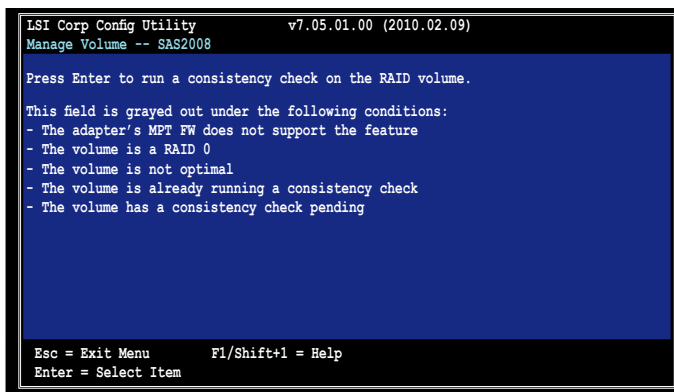 LSI Corp Config Utility v7.05.01.00 (2010.02.09)
Manage Volume -- SAS2008
Press Enter to run a consistency check on the RAID volume.
This field is grayed out under the following conditions:
- The adapter's MPT FW does not support the feature
- The volume is a RAID 0
- The volume is not optimal
- The volume is already running a consistency check
- The volume has a consistency check pending
Esc = Exit Menu F1/Shift+1 = Help
Enter = Select Item